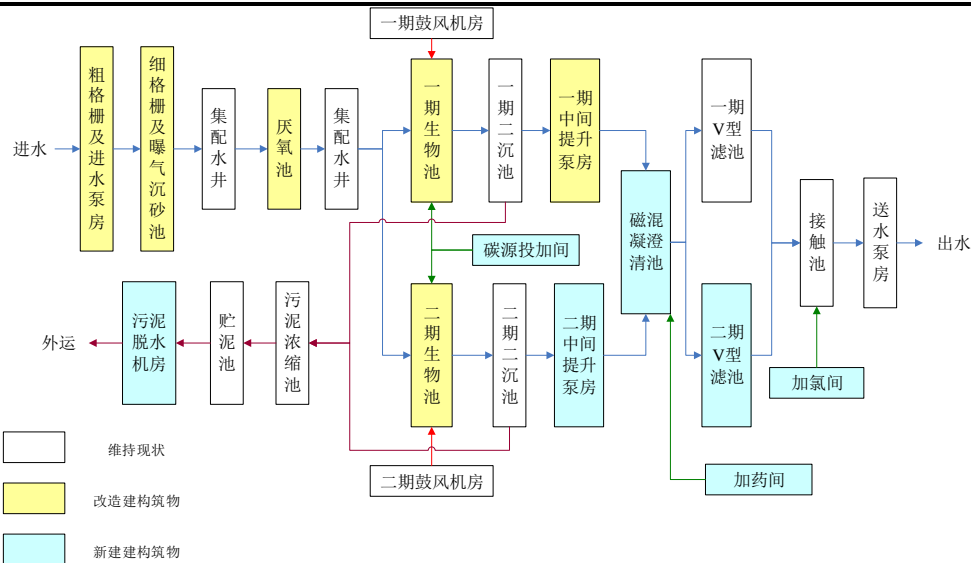 一期鼓风机房
进水
粗格栅及进水泵房
细格栅及曝气沉砂池
集配水井
厌氧池
集配水井
一期生物池
一期二沉池
一期
中间
提升
泵房
磁混
凝澄
清池
一期
V型
滤池
接触池
送水泵房
出水
碳源投加间
外运
污泥
脱水
机房
贮泥池
污泥浓缩池
二期生物池
二期二沉池
二期
中间
提升
泵房
二期
V型
滤池
加氯间
二期鼓风机房
加药间
维持现状
改造建构筑物
新建建构筑物